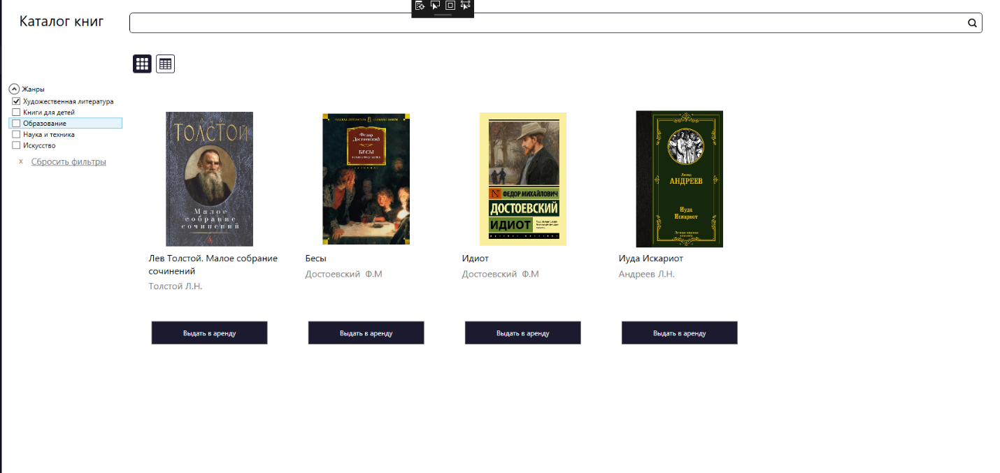 Каталог книг
Жанры
Художественная литература
Книги для детей
Образование
Наука и техника
Искусство
x Сбросить фильтры
ТОЛСТОЙ
Малое
собрание
сочинений
Лев Толстой. Малое собрание
сочинений
Толстой Л.Н.
Выдать в аренду
Федор
Достоевский
БЕСЫ
Бесы
Достоевский Ф.М
Выдать в аренду
ФЕДОР МИХАЙЛОВИЧ
ДОСТОЕВСКИЙ
ИДИОТ
Идиот
Достоевский Ф.М
Выдать в аренду
АНДРЕЕВ
Иуда
Искариот
Иуда Искариот
Андреев Л.Н.
Выдать в аренду